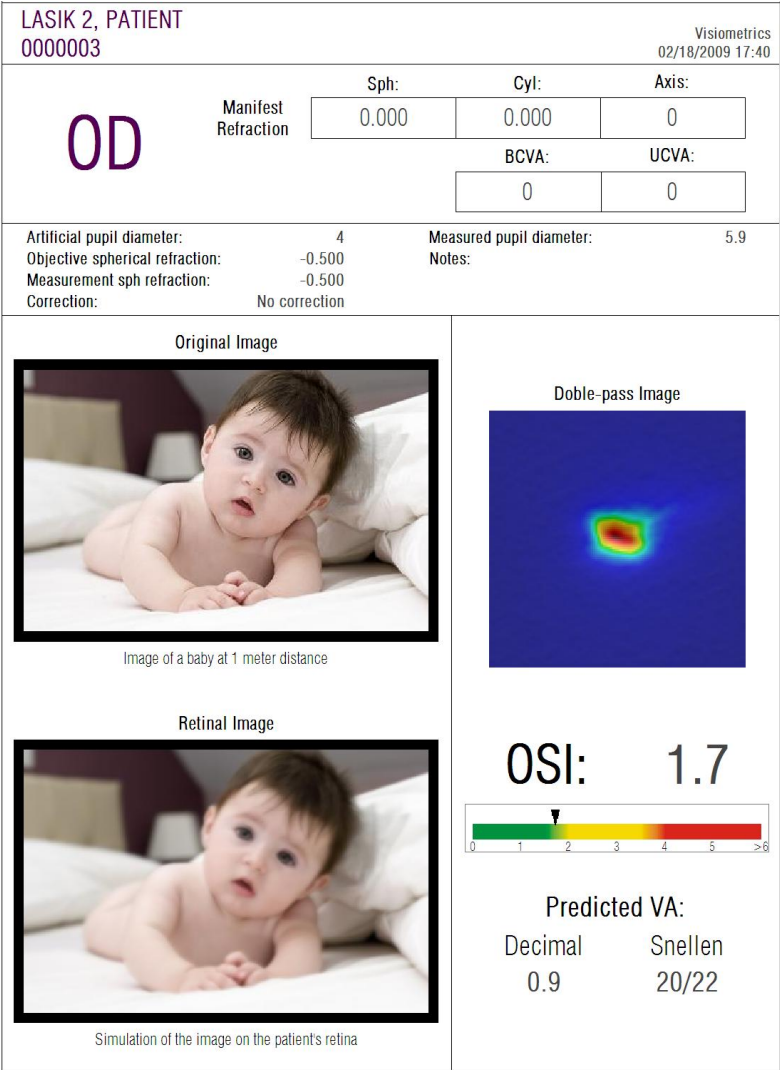 LASIK 2, PATIENT
0000003
Visiometrics
02/18/2009 17:40
OD
Manifest
Refraction
Sph: Cyl: Axis:
0.000 0.000 0
BCVA: UCVA:
0 0
Artificial pupil diameter: 4
Objective spherical refraction: -0.500
Measurement sph refraction: -0.500
Correction: No correction
Measured pupil diameter: 5.9
Notes:
Original Image
Image of a baby at 1 meter distance
Retinal Image
Simulation of the image on the patient's retina
Doble-pass Image
OSI: 1.7
0 1 2 3 4 5 >6
Predicted VA:
Decimal Snellen
0.9 20/22